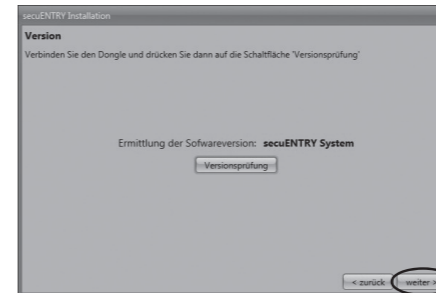 secuENTRY Installation
Version
Verbinden Sie den Dongle und drücken Sie dann auf die Schaltfläche 'Versionsprüfung'
Ermittlung der Sofwareversion: secuENTRY System
Versionsprüfung
< zurück weiter >